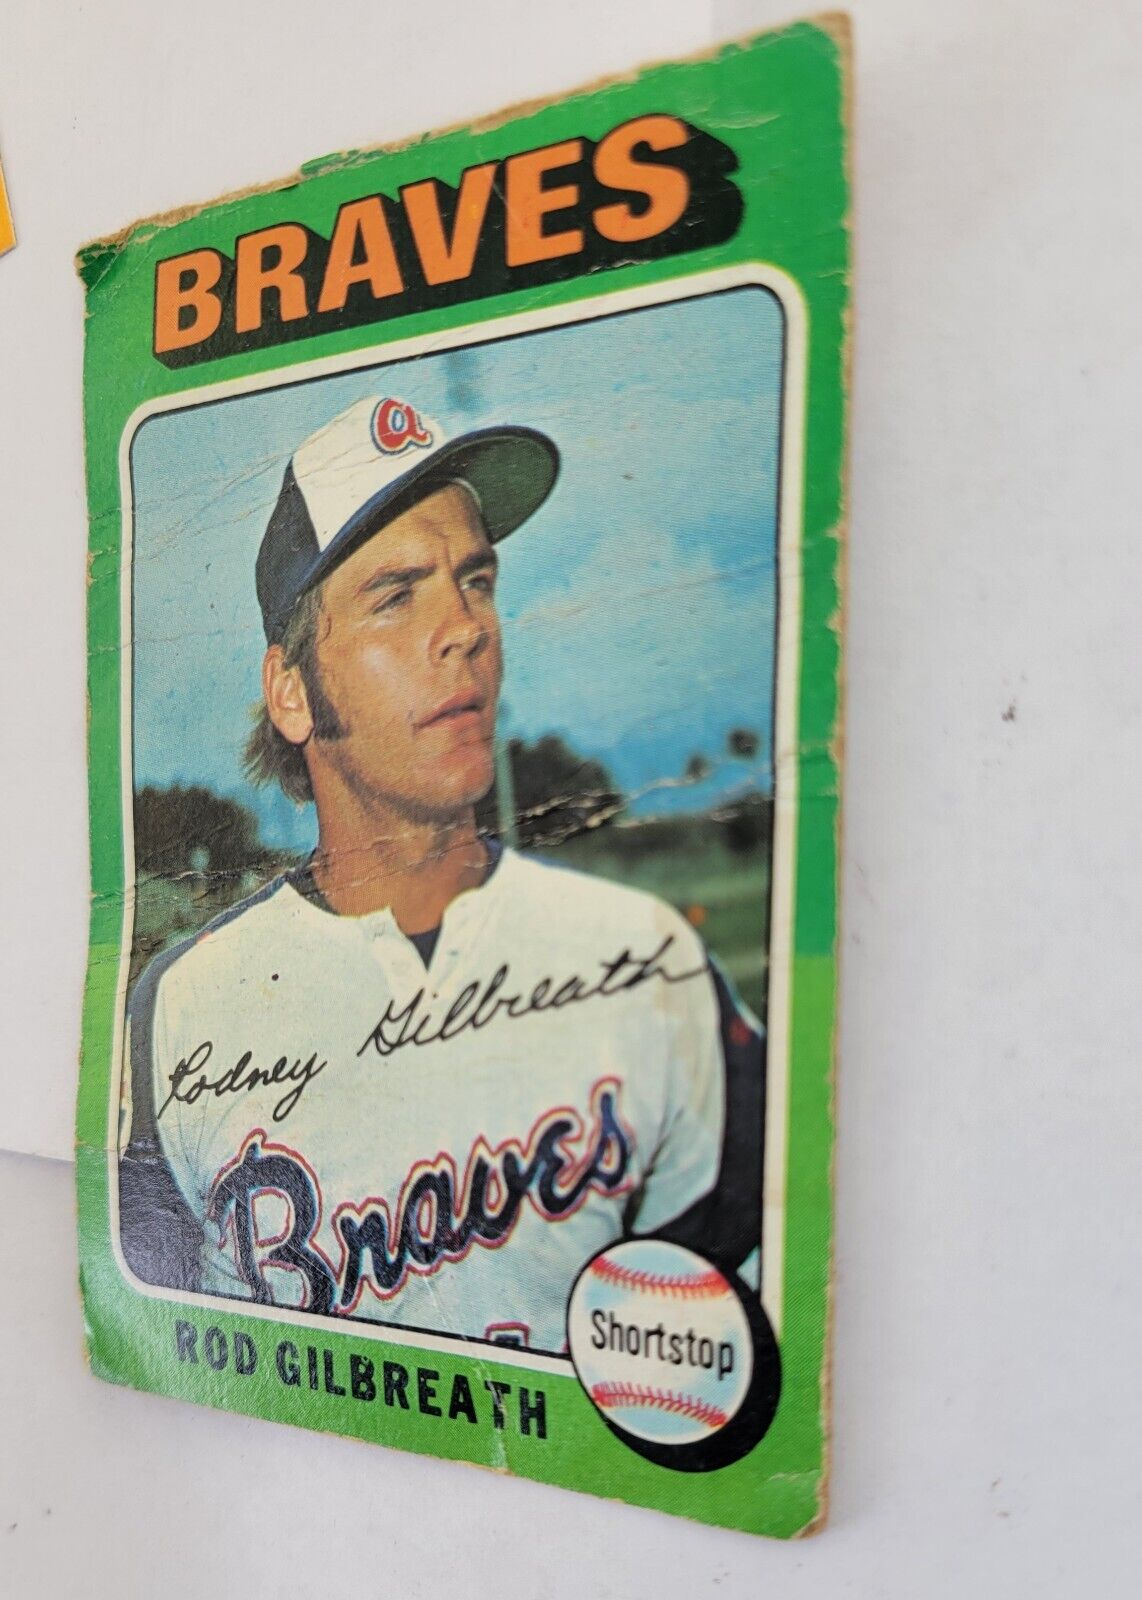 BRAVES
a
Rodney Gilbreath
Braves
Shortstop
ROD GILBREATH